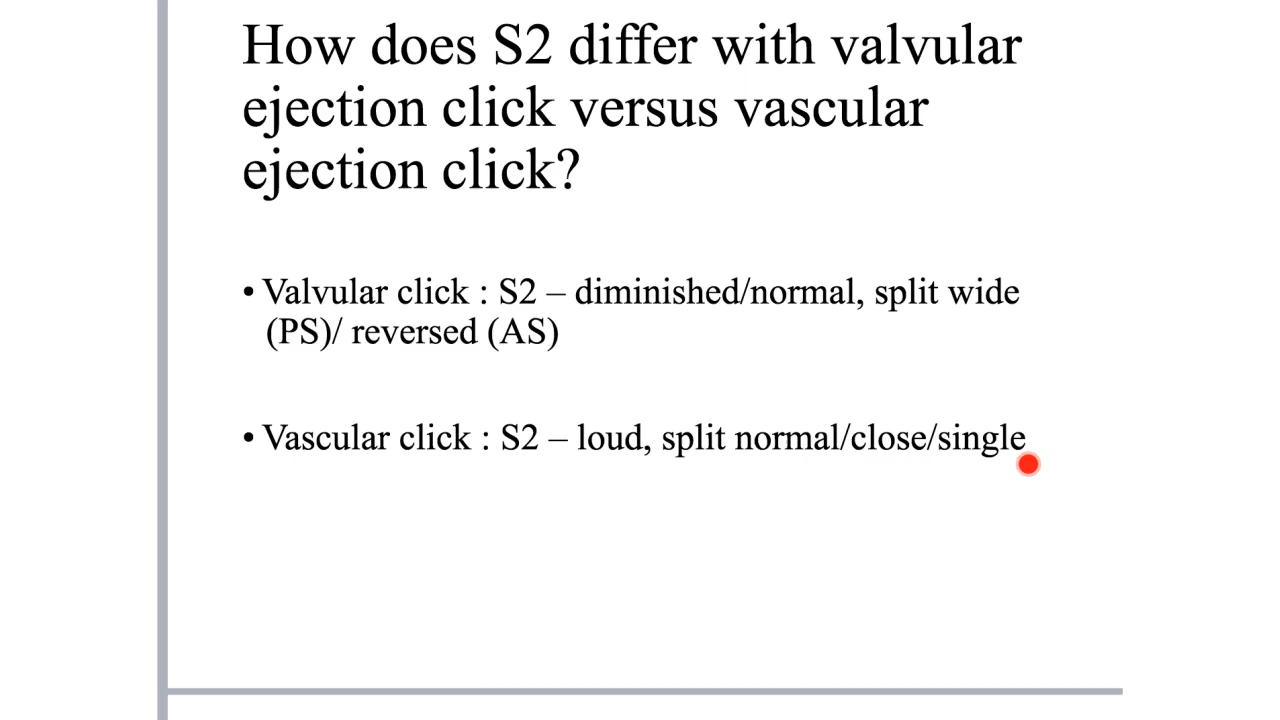 How does S2 differ with valvular
ejection click versus vascular
ejection click?
• Valvular click : S2 – diminished/normal, split wide
(PS)/ reversed (AS)
• Vascular click : S2 – loud, split normal/close/single